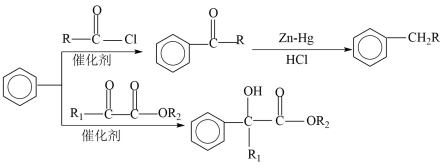 O
R—C—Cl
催化剂
O
C—R
Zn-Hg
HCl
CH₂R
O O
R₁—C—C—OR₂
催化剂
OH O
C—C—OR₂
R₁